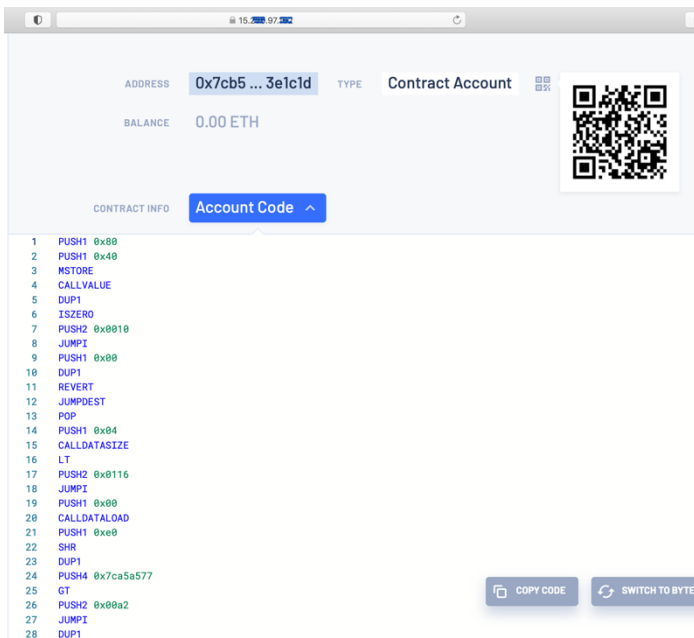 ADDRESS 0x7cb5 ... 3e1c1d TYPE Contract Account
BALANCE 0.00 ETH
CONTRACT INFO Account Code
1 PUSH1 0x80
2 PUSH1 0x40
3 MSTORE
4 CALLVALUE
5 DUP1
6 ISZERO
7 PUSH2 0x0010
8 JUMPI
9 PUSH1 0x00
10 DUP1
11 REVERT
12 JUMPDEST
13 POP
14 PUSH1 0x04
15 CALLDATASIZE
16 LT
17 PUSH2 0x0116
18 JUMPI
19 PUSH1 0x00
20 CALLDATALOAD
21 PUSH1 0xe0
22 SHR
23 DUP1
24 PUSH4 0x7ca5a577
25 GT
26 PUSH2 0x00a2
27 JUMPI
28 DUP1
COPY CODE SWITCH TO BYTE